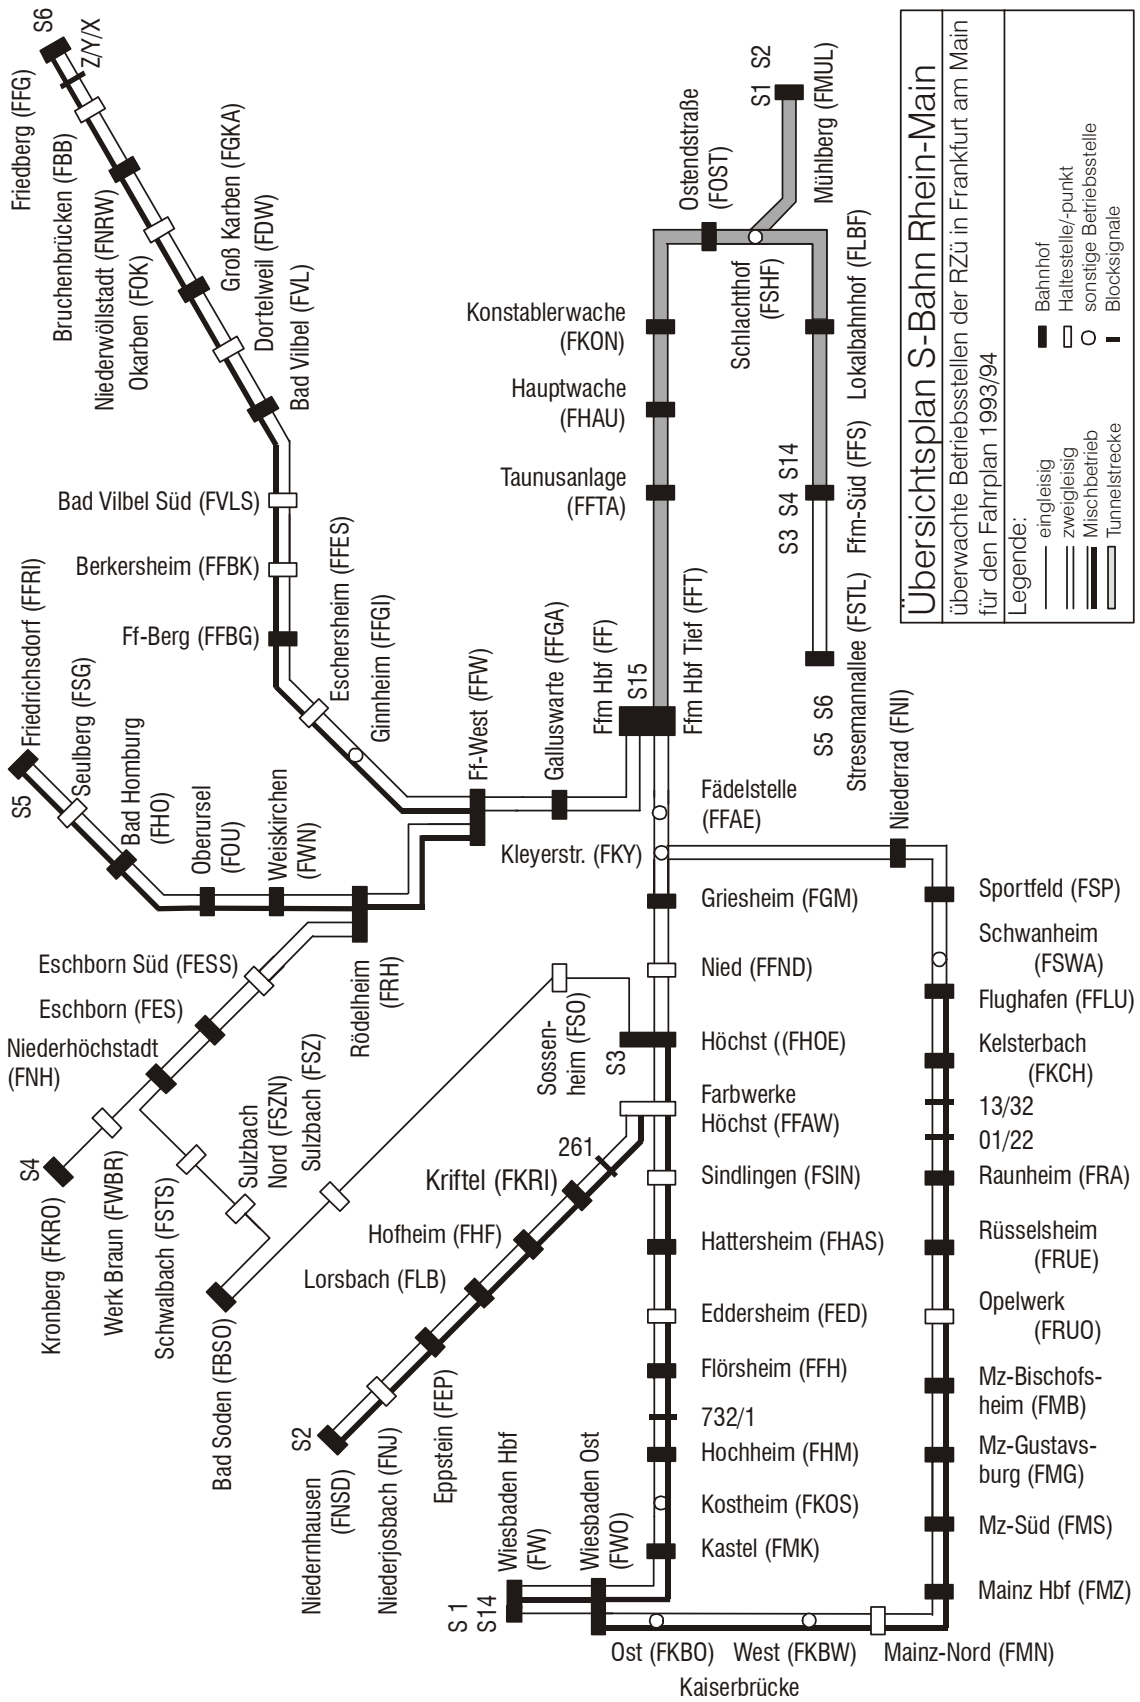 S6
Z/Y/X
Friedberg (FFG)
Bruchenbrücken (FBB)
Niederwöllstadt (FNRW)
Okarben (FOK)
Groß Karben (FGKA)
Dortelweil (FDW)
Bad Vilbel (FVL)
Bad Vilbel Süd (FVLS)
Berkersheim (FFBK)
Ff-Berg (FFBG)
Eschersheim (FFES)
Ginnheim (FFGI)
Friedrichsdorf (FFRI)
S5
Seulberg (FSG)
Bad Homburg
(FHO)
Oberursel
(FOU)
Weiskirchen
(FWN)
Ff-West (FFW)
Galluswarte (FFGA)
Ffm Hbf (FF)
S15
Ffm Hbf Tief (FFT)
Taunusanlage
(FFTA)
Hauptwache
(FHAU)
Konstablerwache
(FKON)
Ostendstraße
(FOST)
S1 S2
Mühlberg (FMUL)
Schlachthof
(FSHF)
Lokalbahnhof (FLBF)
S3 S4 S14
Ffm-Süd (FFS)
S5 S6
Stresemannallee (FSTL)
Fädelstelle
(FFAE)
Kleyerstr. (FKY)
Niederrad (FNI)
Griesheim (FGM)
Nied (FFND)
Höchst ((FHOE)
Farbwerke
Höchst (FFAW)
Sindlingen (FSIN)
Hattersheim (FHAS)
Eddersheim (FED)
Flörsheim (FFH)
732/1
Hochheim (FHM)
Kostheim (FKOS)
Kastel (FMK)
Sportfeld (FSP)
Schwanheim
(FSWA)
Flughafen (FFLU)
Kelsterbach
(FKCH)
13/32
01/22
Raunheim (FRA)
Rüsselsheim
(FRUE)
Opelwerk
(FRUO)
Mz-Bischofs-
heim (FMB)
Mz-Gustavs-
burg (FMG)
Mz-Süd (FMS)
Mainz Hbf (FMZ)
Mainz-Nord (FMN)
Ost (FKBO) West (FKBW)
Kaiserbrücke
Wiesbaden Ost
(FWO)
Wiesbaden Hbf
(FW)
S 1
S14
Rödelheim
(FRH)
Eschborn Süd (FESS)
Eschborn (FES)
Niederhöchstadt
(FNH)
S4
Kronberg (FKRO)
Werk Braun (FWBR)
Schwalbach (FSTS)
Sulzbach
Nord (FSZN)
Sulzbach (FSZ)
Bad Soden (FBSO)
Sossen-
heim (FSO)
S3
261
Kriftel (FKRI)
Hofheim (FHF)
Lorsbach (FLB)
Eppstein (FEP)
Niederjosbach (FNJ)
Niedernhausen
(FNSD)
S2
Übersichtsplan S-Bahn Rhein-Main
überwachte Betriebsstellen der RZü in Frankfurt am Main
für den Fahrplan 1993/94
Legende:
eingleisig
zweigleisig
Mischbetrieb
Tunnelstrecke
Bahnhof
Haltestelle/-punkt
sonstige Betriebsstelle
Blocksignale